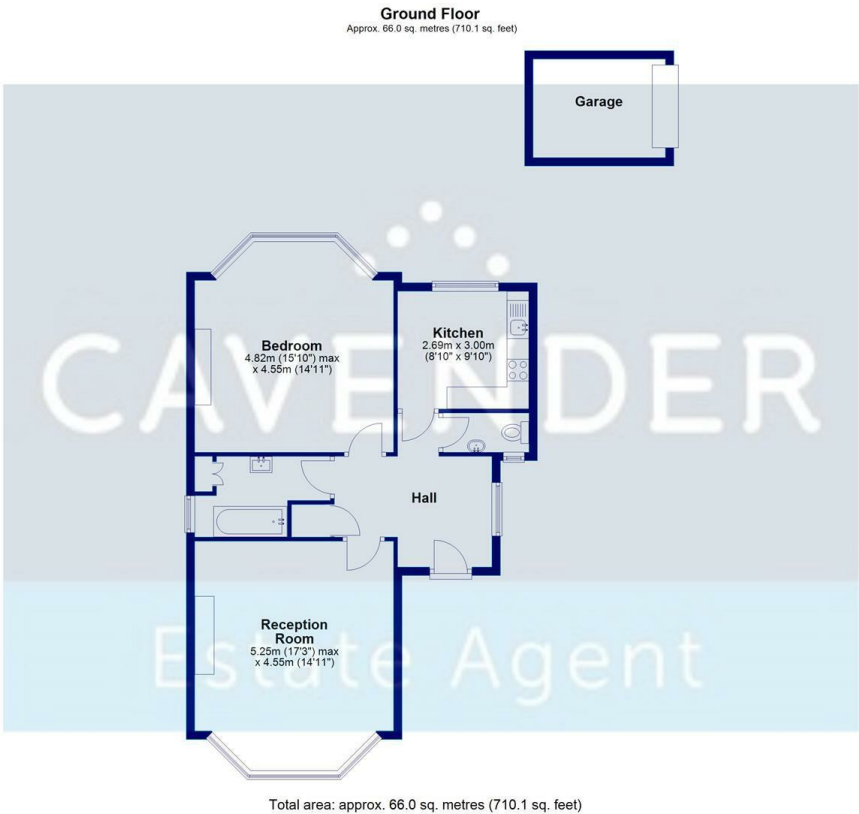 Ground Floor
Approx. 66.0 sq. metres (710.1 sq. feet)
Garage
CAVENDER
Bedroom
4.82m (15'10") max
x 4.55m (14'11")
Kitchen
2.69m x 3.00m
(8'10" x 9'10")
Hall
Reception
Room
5.25m (17'3") max
x 4.55m (14'11")
Estate Agent
Total area: approx. 66.0 sq. metres (710.1 sq. feet)